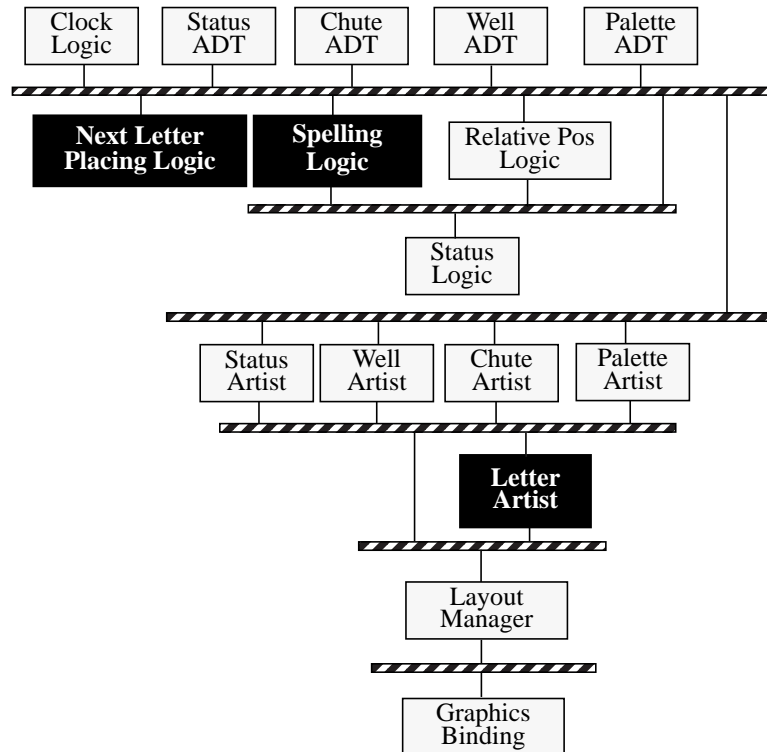 Clock
Logic
Status
ADT
Chute
ADT
Well
ADT
Palette
ADT
Next Letter
Placing Logic
Spelling
Logic
Relative Pos
Logic
Status
Logic
Status
Artist
Well
Artist
Chute
Artist
Palette
Artist
Letter
Artist
Layout
Manager
Graphics
Binding